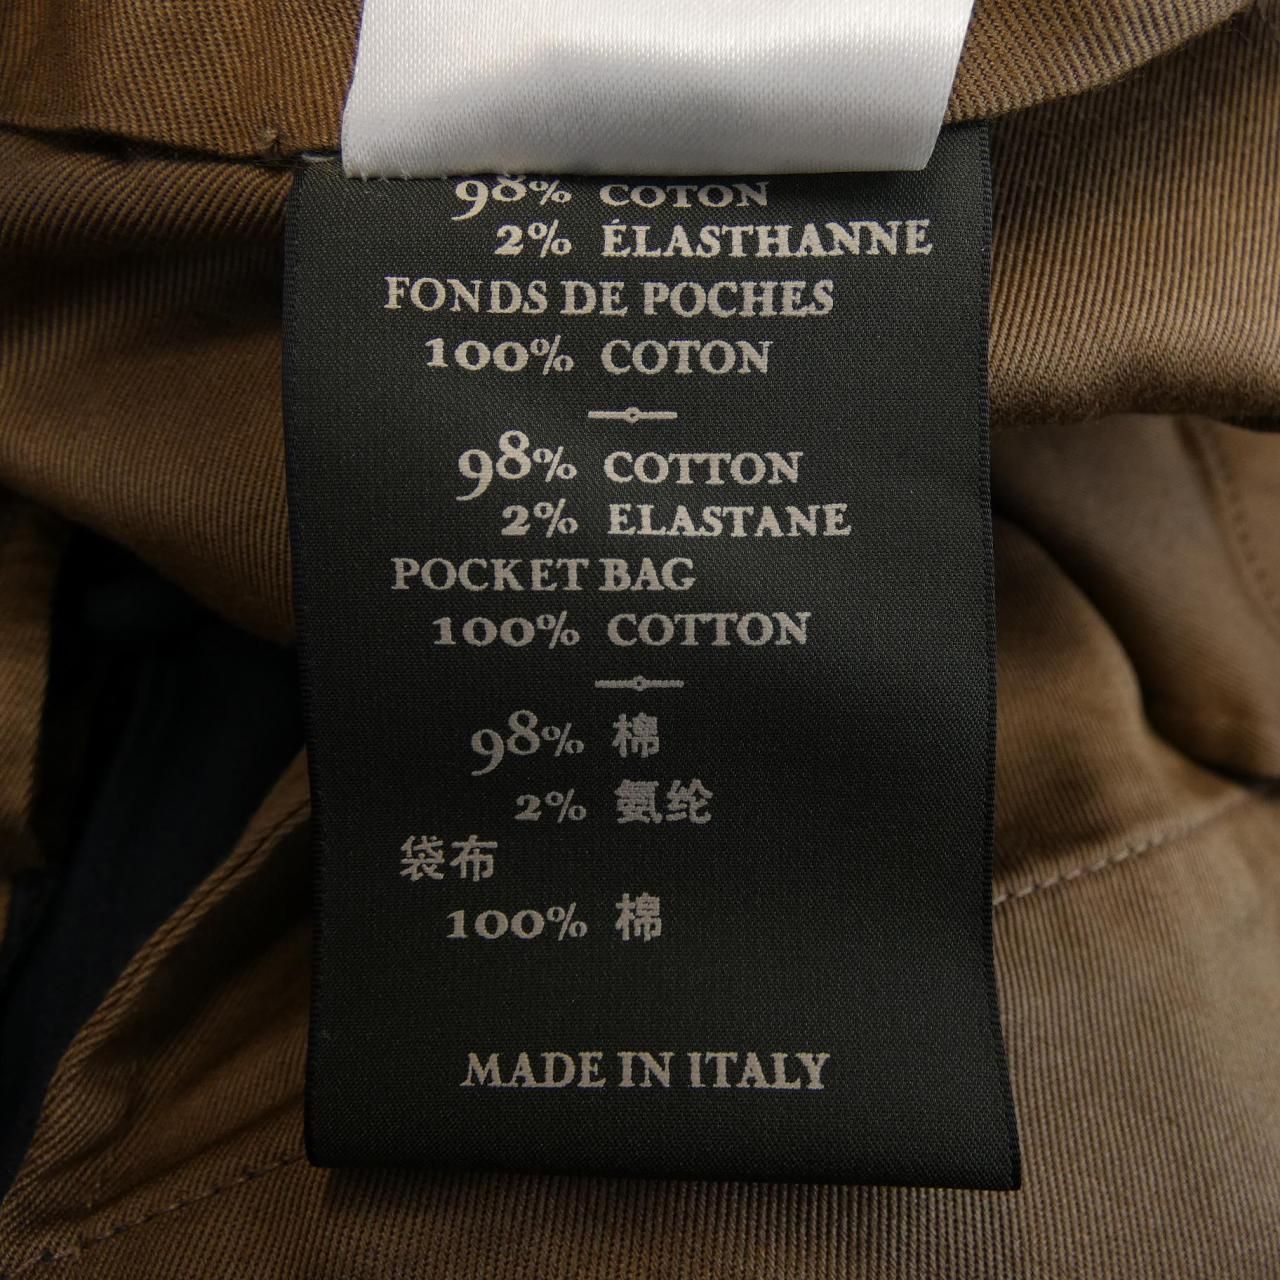 98% COTON
2% ÉLASTHANNE
FONDS DE POCHES
100% COTON
98% COTTON
2% ELASTANE
POCKET BAG
100% COTTON
98% 棉
2% 氨纶
袋布
100% 棉
MADE IN ITALY